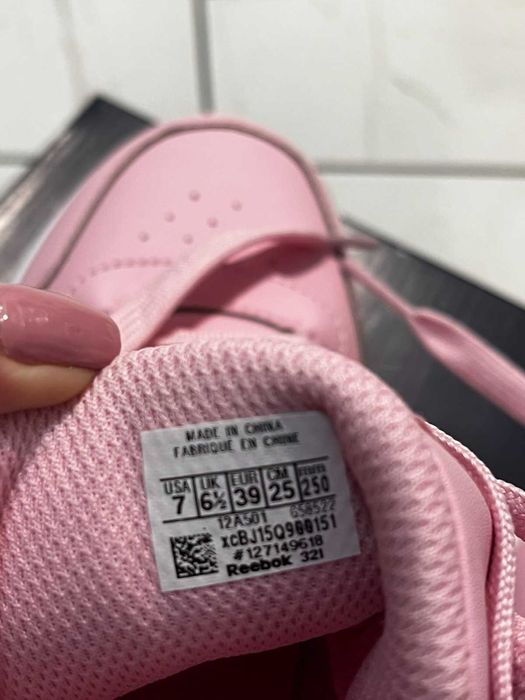 MADE IN CHINA
FABRIQUE EN CHINE
USA UK EUR CM
7 6½ 39 25 250
12A501 GS8522
xcBJ15Q900151
#127149618
Reebok 321